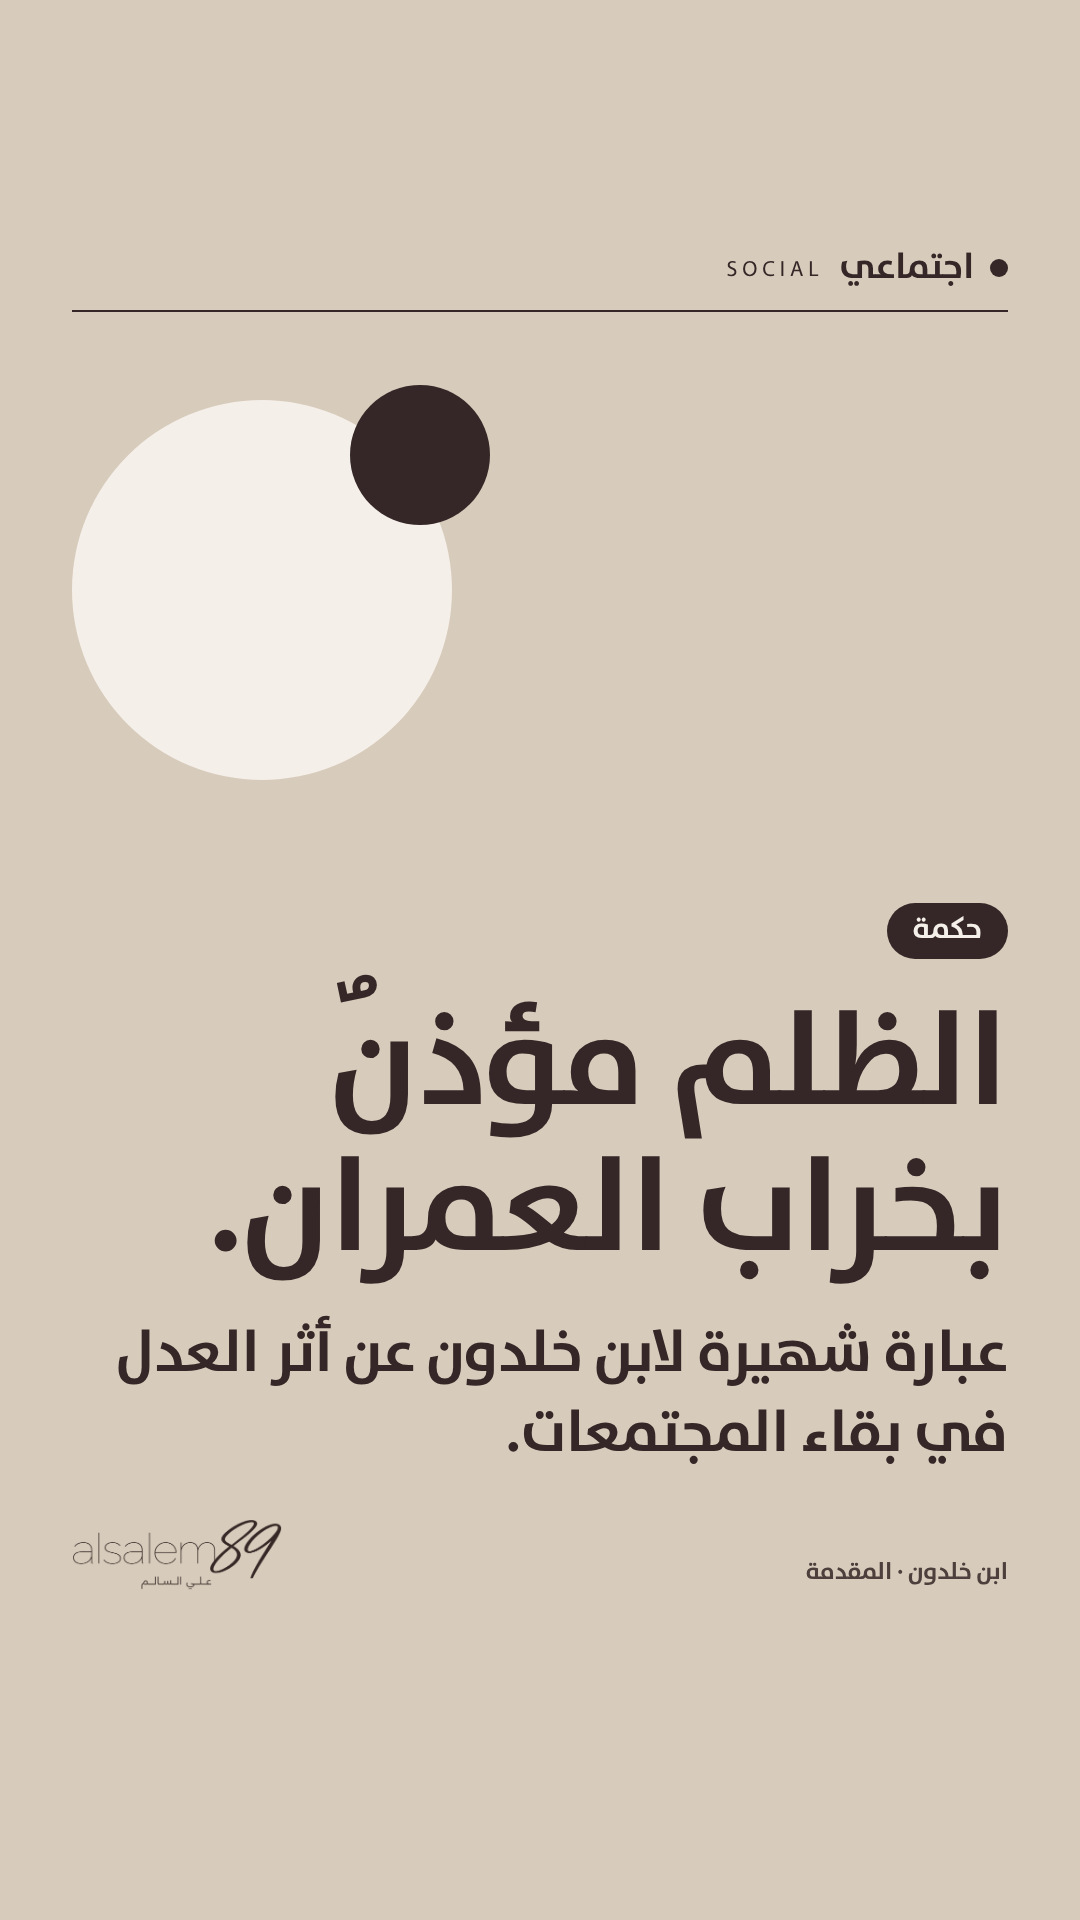 اجتماعي SOCIAL
حكمة
الظلم مؤذنٌ
بخراب العمران.
عبارة شهيرة لابن خلدون عن أثر العدل
في بقاء المجتمعات.
ابن خلدون · المقدمة
alsalem89
علي السالم